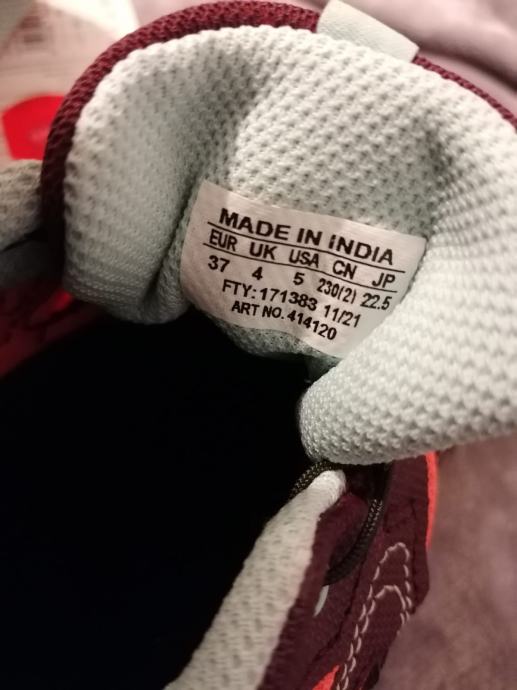 MADE IN INDIA
EUR UK USA CN JP
37 4 5 230(2) 22.5
FTY: 171383 11/21
ART NO. 414120